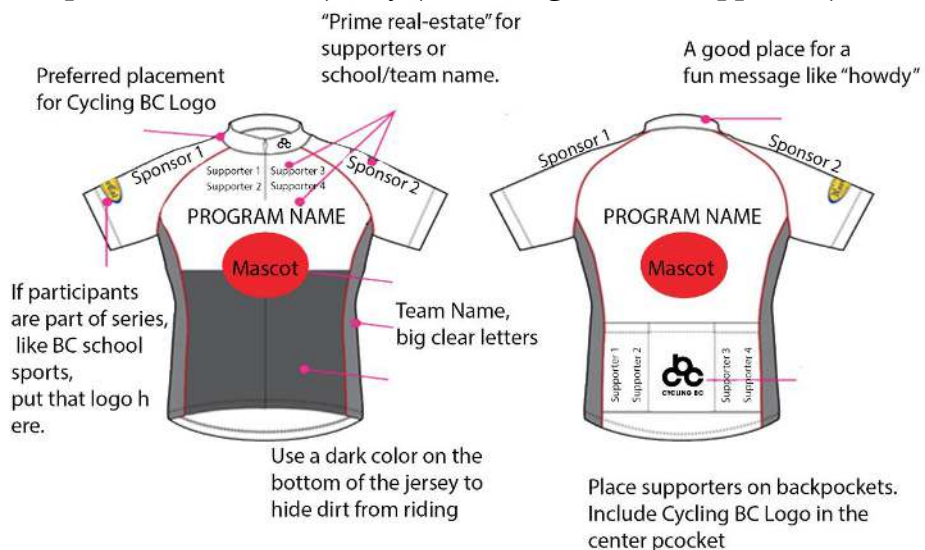 "Prime real-estate" for
supporters or
school/team name.
A good place for a
fun message like "howdy"
Preferred placement
for Cycling BC Logo
Sponsor 1
Supporter 1
Supporter 3
Supporter 2
Supporter 4
Sponsor 2
PROGRAM NAME
Mascot
Sponsor 1
Sponsor 2
PROGRAM NAME
Mascot
If participants
are part of series,
like BC school
sports,
put that logo h
ere.
Team Name,
big clear letters
Supporter 1
Supporter 2
CYCLING BC
Supporter 3
Supporter 4
Use a dark color on the
bottom of the jersey to
hide dirt from riding
Place supporters on backpockets.
Include Cycling BC Logo in the
center pcocket